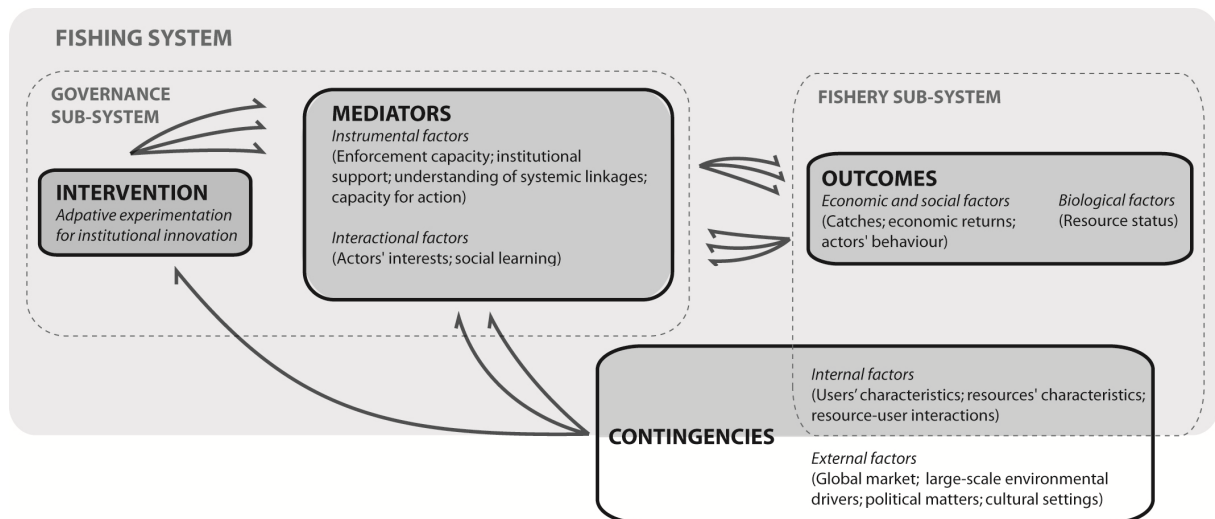 FISHING SYSTEM
GOVERNANCE
SUB-SYSTEM
INTERVENTION
Adpative experimentation
for institutional innovation
MEDIATORS
Instrumental factors
(Enforcement capacity; institutional
support; understanding of systemic linkages;
capacity for action)
Interactional factors
(Actors' interests; social learning)
FISHERY SUB-SYSTEM
OUTCOMES
Economic and social factors
(Catches; economic returns;
actors' behaviour)
Biological factors
(Resource status)
CONTINGENCIES
Internal factors
(Users’ characteristics; resources' characteristics;
resource-user interactions)
External factors
(Global market; large-scale environmental
drivers; political matters; cultural settings)